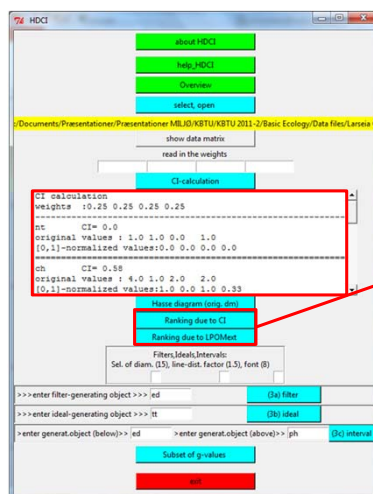 HDCI
about HDCI
help_HDCI
Overview
select, open
:/Documents/Præsentationer/Præsentationer MILJØ/KBTU/KBTU 2011-2/Basic Ecology/Data files/Larseia
show data matrix
read in the weights
CI-calculation
CI calculation
weights :0.25 0.25 0.25 0.25
nt CI= 0.0
original values : 1.0 1.0 0.0 1.0
[0,1]-normalized values:0.0 0.0 0.0 0.0
ch CI= 0.58
original values : 4.0 1.0 2.0 2.0
[0,1]-normalized values:1.0 0.0 1.0 0.33
Hasse diagram (orig. dm)
Ranking due to CI
Ranking due to LPOMext
Filters,Ideals,Intervals:
Sel. of diam. (15), line-dist. factor (1.5), font (8)
>>>enter filter-generating object >>> ed (3a) filter
>>>enter ideal-generating object >>> tt (3b) ideal
>enter generat.object (below)>> ed >enter generat.object (above)>> ph (3c) interval
Subset of g-values
exit